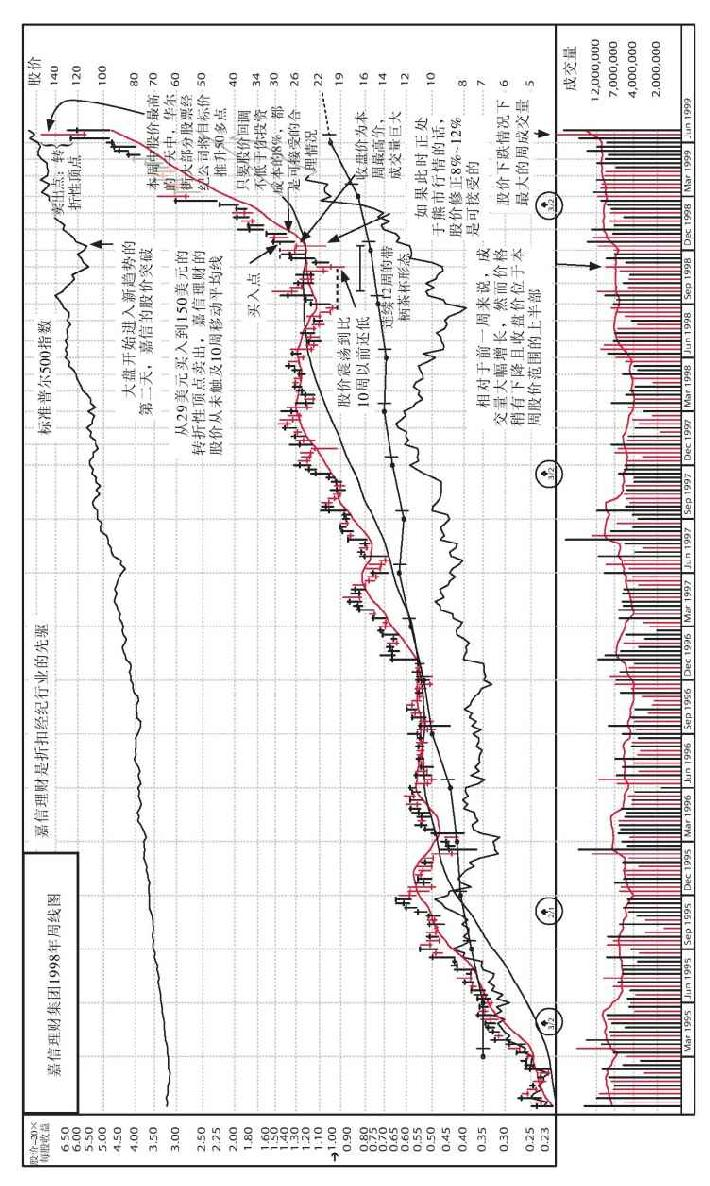 嘉信理财集团1998年周线图
嘉信理财是折扣经纪行业的先驱
标准普尔500指数
大盘开始进入新趋势的
第二天，嘉信的股价突破
从29美元买入到150美元的
转折性顶点卖出，嘉信理财的
股价从未触及10周移动平均线
卖出点：转
折性顶点
本周中股价最高
的一天中，华尔
街大部分股票经
纪公司将目标价
推升50多点
只要股价回调
不低于你投资
成本的8%，都
是可接受的合
理情况
买入点
股价震荡到比
10周以前还低
连续12周的带
柄茶杯形态
收盘价为本
周最高价，
成交量巨大
如果此时正处
于熊市行情的话，
股价修正8%-12%
是可接受的
相对于前一周来说，成
交量大幅增长，然而价格
稍有下降且收盘价位于本
周股价范围的上半部
股价下跌情况下
最大的周成交量
股价
140
120
100
80
70
60
50
40
34
30
26
22
19
16
14
12
10
8
7
6
5
成交量
12,000,000
7,000,000
4,000,000
2,000,000
股价=20×
每股收益
6.50
6.00
5.50
4.50
4.00
3.50
3.00
2.50
2.25
2.00
1.80
1.60
1.50
1.40
1.30
1.20
1.10
1.00
0.90
0.80
0.75
0.70
0.65
0.60
0.55
0.50
0.45
0.40
0.35
0.30
0.25
0.23
3/2
2/1
3/2
3/2
Mar 1995
Jun 1995
Sep 1995
Dec 1995
Mar 1996
Jun 1996
Sep 1996
Dec 1996
Mar 1997
Jun 1997
Sep 1997
Dec 1997
Mar 1998
Jun 1998
Sep 1998
Dec 1998
Mar 1999
Jun 1999